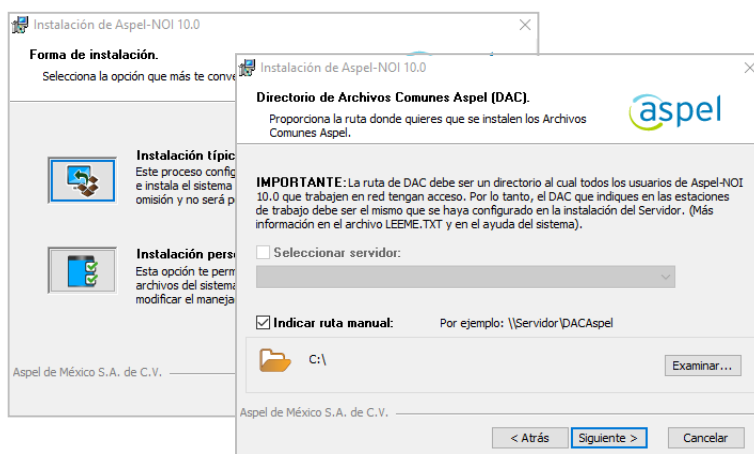 Instalación de Aspel-NOI 10.0
Forma de instalación.
Selecciona la opción que más te conve
Instalación típic
Este proceso config
e instala el sistema
omisión y no será p
Instalación pers
Esta opción te perm
archivos del sistema
modificar el maneja
Aspel de México S.A. de C.V.
Instalación de Aspel-NOI 10.0
Directorio de Archivos Comunes Aspel (DAC).
Proporciona la ruta donde quieres que se instalen los Archivos
Comunes Aspel.
aspel
IMPORTANTE: La ruta de DAC debe ser un directorio al cual todos los usuarios de Aspel-NOI
10.0 que trabajen en red tengan acceso. Por lo tanto, el DAC que indiques en las estaciones
de trabajo debe ser el mismo que se haya configurado en la instalación del Servidor. (Más
información en el archivo LEEME.TXT y en el ayuda del sistema).
Seleccionar servidor:
Indicar ruta manual: Por ejemplo: \\Servidor\DACAspel
C:\
Examinar...
Aspel de México S.A. de C.V.
< Atrás Siguiente > Cancelar